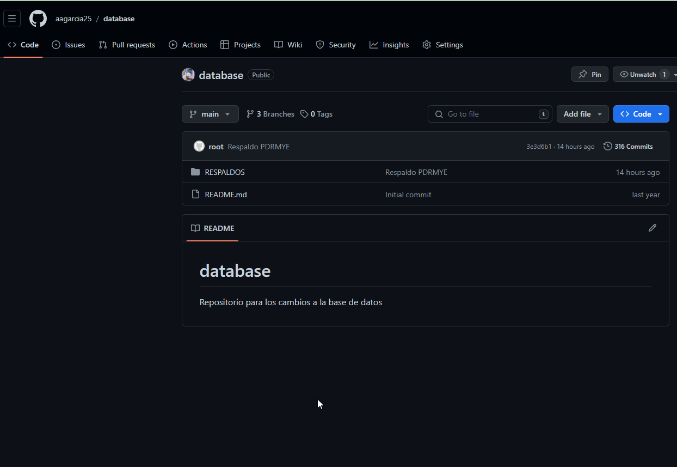 aagarcia25 / database
Code Issues Pull requests Actions Projects Wiki Security Insights Settings
database Public Pin Unwatch 1
main 3 Branches 0 Tags Go to file t Add file Code
root Respaldo PDRMYE 3e3d6b1 · 14 hours ago 316 Commits
RESPALDOS Respaldo PDRMYE 14 hours ago
README.md Initial commit last year
README
database
Repositorio para los cambios a la base de datos